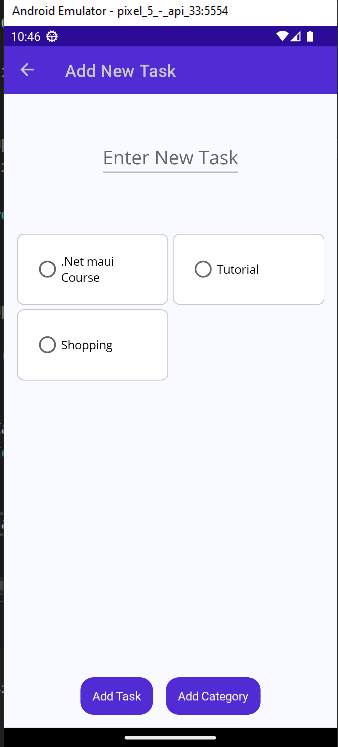 Android Emulator - pixel_5_-_api_33:5554
10:46
Add New Task
Enter New Task
.Net maui
Course
Tutorial
Shopping
Add Task
Add Category